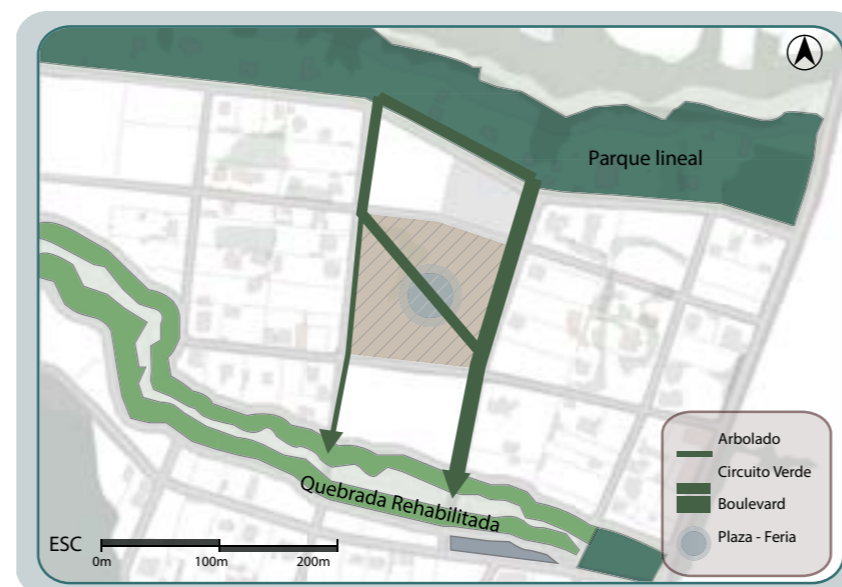 Parque lineal
Quebrada Rehabilitada
Arbolado
Circuito Verde
Boulevard
Plaza - Feria
ESC
0m 100m 200m